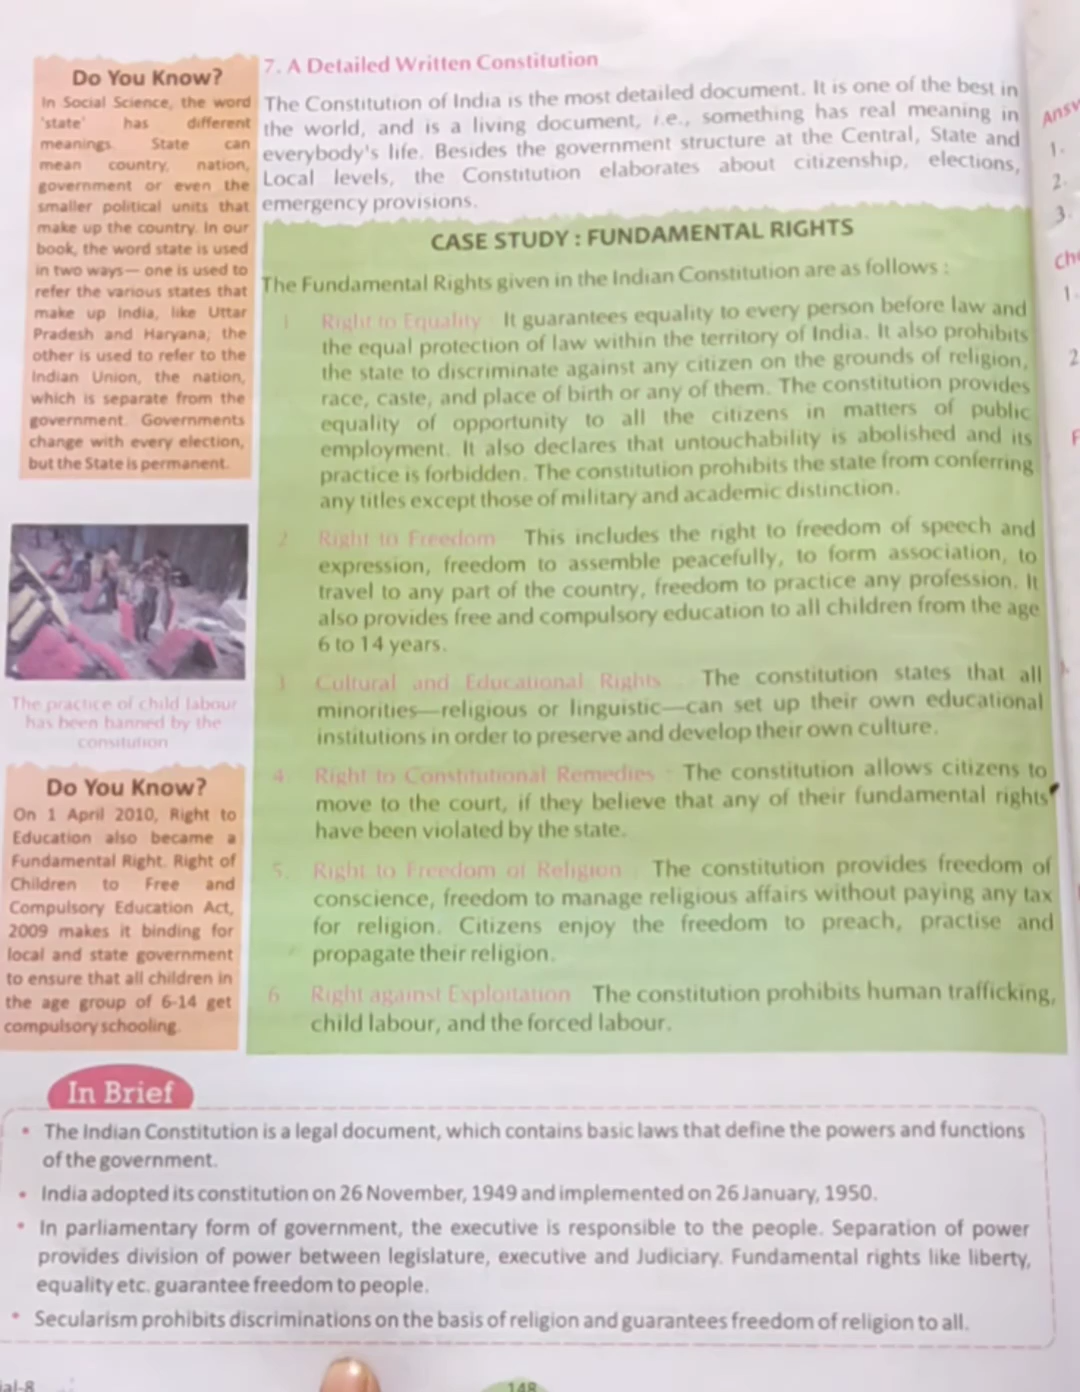 Do You Know?
In Social Science, the word
'state' has different
meanings. State can
mean country, nation,
government or even the
smaller political units that
make up the country. In our
book, the word state is used
in two ways— one is used to
refer the various states that
make up India, like Uttar
Pradesh and Haryana; the
other is used to refer to the
Indian Union, the nation,
which is separate from the
government. Governments
change with every election,
but the State is permanent.
The practice of child labour
has been banned by the
consitution
Do You Know?
On 1 April 2010, Right to
Education also became a
Fundamental Right. Right of
Children to Free and
Compulsory Education Act,
2009 makes it binding for
local and state government
to ensure that all children in
the age group of 6-14 get
compulsory schooling.
7. A Detailed Written Constitution
The Constitution of India is the most detailed document. It is one of the best in
the world, and is a living document, i.e., something has real meaning in
everybody's life. Besides the government structure at the Central, State and
Local levels, the Constitution elaborates about citizenship, elections,
emergency provisions.
CASE STUDY : FUNDAMENTAL RIGHTS
The Fundamental Rights given in the Indian Constitution are as follows :
1 Right to Equality It guarantees equality to every person before law and
the equal protection of law within the territory of India. It also prohibits
the state to discriminate against any citizen on the grounds of religion,
race, caste, and place of birth or any of them. The constitution provides
equality of opportunity to all the citizens in matters of public
employment. It also declares that untouchability is abolished and its
practice is forbidden. The constitution prohibits the state from conferring
any titles except those of military and academic distinction.
2 Right to Freedom This includes the right to freedom of speech and
expression, freedom to assemble peacefully, to form association, to
travel to any part of the country, freedom to practice any profession. It
also provides free and compulsory education to all children from the age
6 to 14 years.
3 Cultural and Educational Rights The constitution states that all
minorities—religious or linguistic—can set up their own educational
institutions in order to preserve and develop their own culture.
4 Right to Constitutional Remedies The constitution allows citizens to
move to the court, if they believe that any of their fundamental rights
have been violated by the state.
5. Right to Freedom of Religion The constitution provides freedom of
conscience, freedom to manage religious affairs without paying any tax
for religion. Citizens enjoy the freedom to preach, practise and
propagate their religion.
6 Right against Exploitation The constitution prohibits human trafficking,
child labour, and the forced labour.
In Brief
• The Indian Constitution is a legal document, which contains basic laws that define the powers and functions
of the government.
• India adopted its constitution on 26 November, 1949 and implemented on 26 January, 1950.
• In parliamentary form of government, the executive is responsible to the people. Separation of power
provides division of power between legislature, executive and Judiciary. Fundamental rights like liberty,
equality etc. guarantee freedom to people.
• Secularism prohibits discriminations on the basis of religion and guarantees freedom of religion to all.
148
1.
2.
3.
1.
2